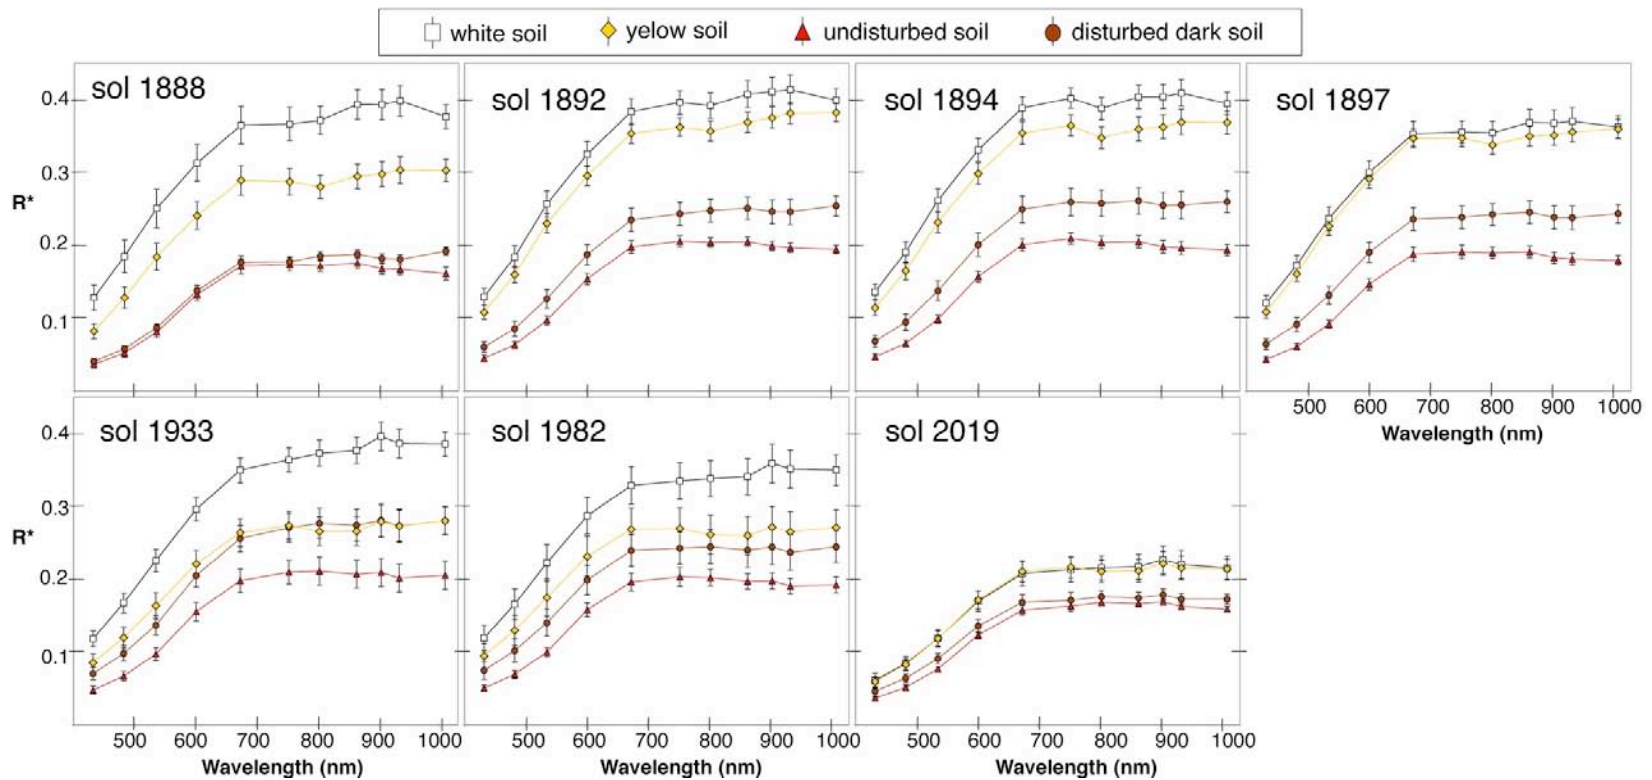 white soil yelow soil undisturbed soil disturbed dark soil
sol 1888 sol 1892 sol 1894 sol 1897
0.4
0.3
R*
0.2
0.1
500 600 700 800 900 1000
Wavelength (nm)
sol 1933 sol 1982 sol 2019
0.4
0.3
R*
0.2
0.1
500 600 700 800 900 1000 500 600 700 800 900 1000 500 600 700 800 900 1000
Wavelength (nm) Wavelength (nm) Wavelength (nm)